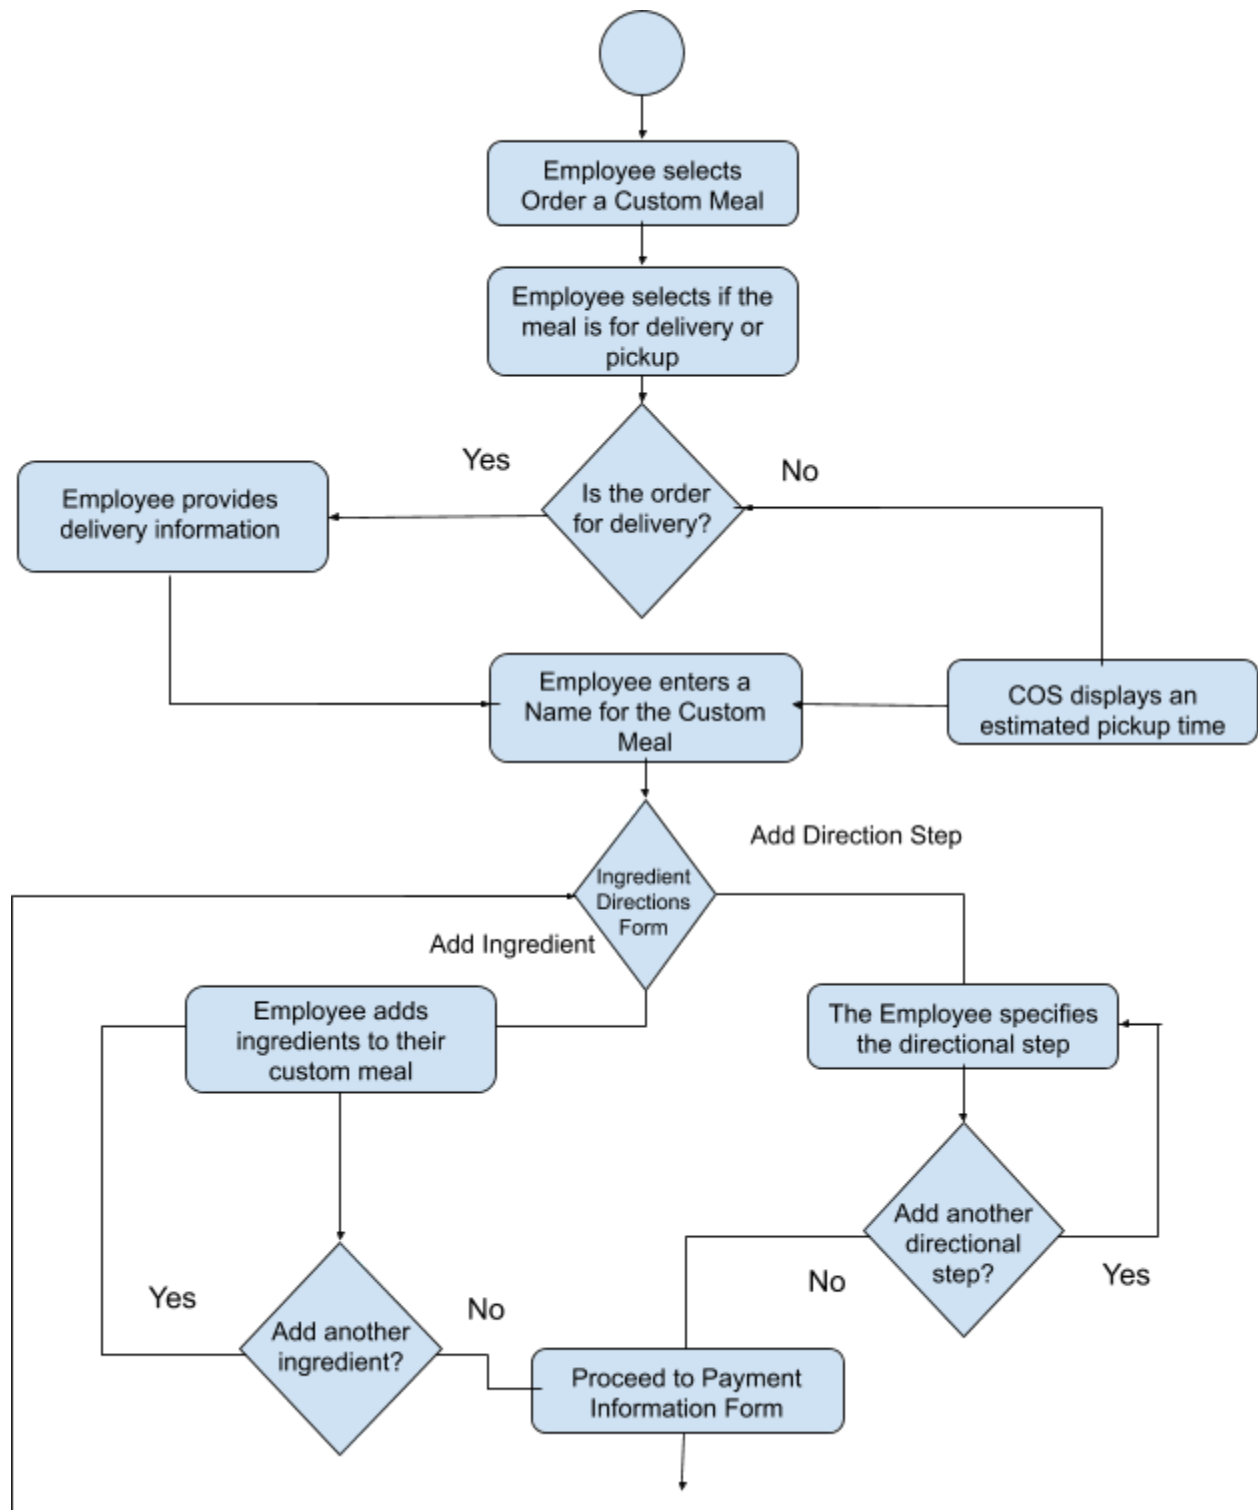 Employee selects
Order a Custom Meal
Employee selects if the
meal is for delivery or
pickup
Yes
No
Is the order
for delivery?
Employee provides
delivery information
Employee enters a
Name for the Custom
Meal
COS displays an
estimated pickup time
Add Direction Step
Ingredient
Directions
Form
Add Ingredient
Employee adds
ingredients to their
custom meal
The Employee specifies
the directional step
Add another
directional
step?
No
Yes
Yes
No
Add another
ingredient?
Proceed to Payment
Information Form